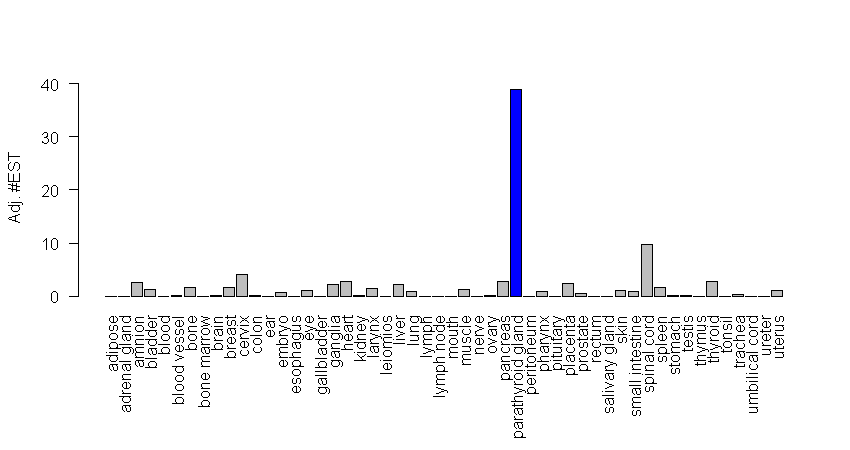 Adj. #EST
40
30
20
10
0
adipose
adrenal gland
amnion
bladder
blood
blood vessel
bone
bone marrow
brain
breast
cervix
colon
ear
embryo
esophagus
eye
gallbladder
ganglia
heart
kidney
larynx
leiomios
liver
lung
lymph
lymph node
mouth
muscle
nerve
ovary
pancreas
parathyroid gland
peritoneum
pharynx
pituitary
placenta
prostate
rectum
salivary gland
skin
small intestine
spinal cord
spleen
stomach
testis
thymus
thyroid
tonsil
trachea
umbilical cord
ureter
uterus